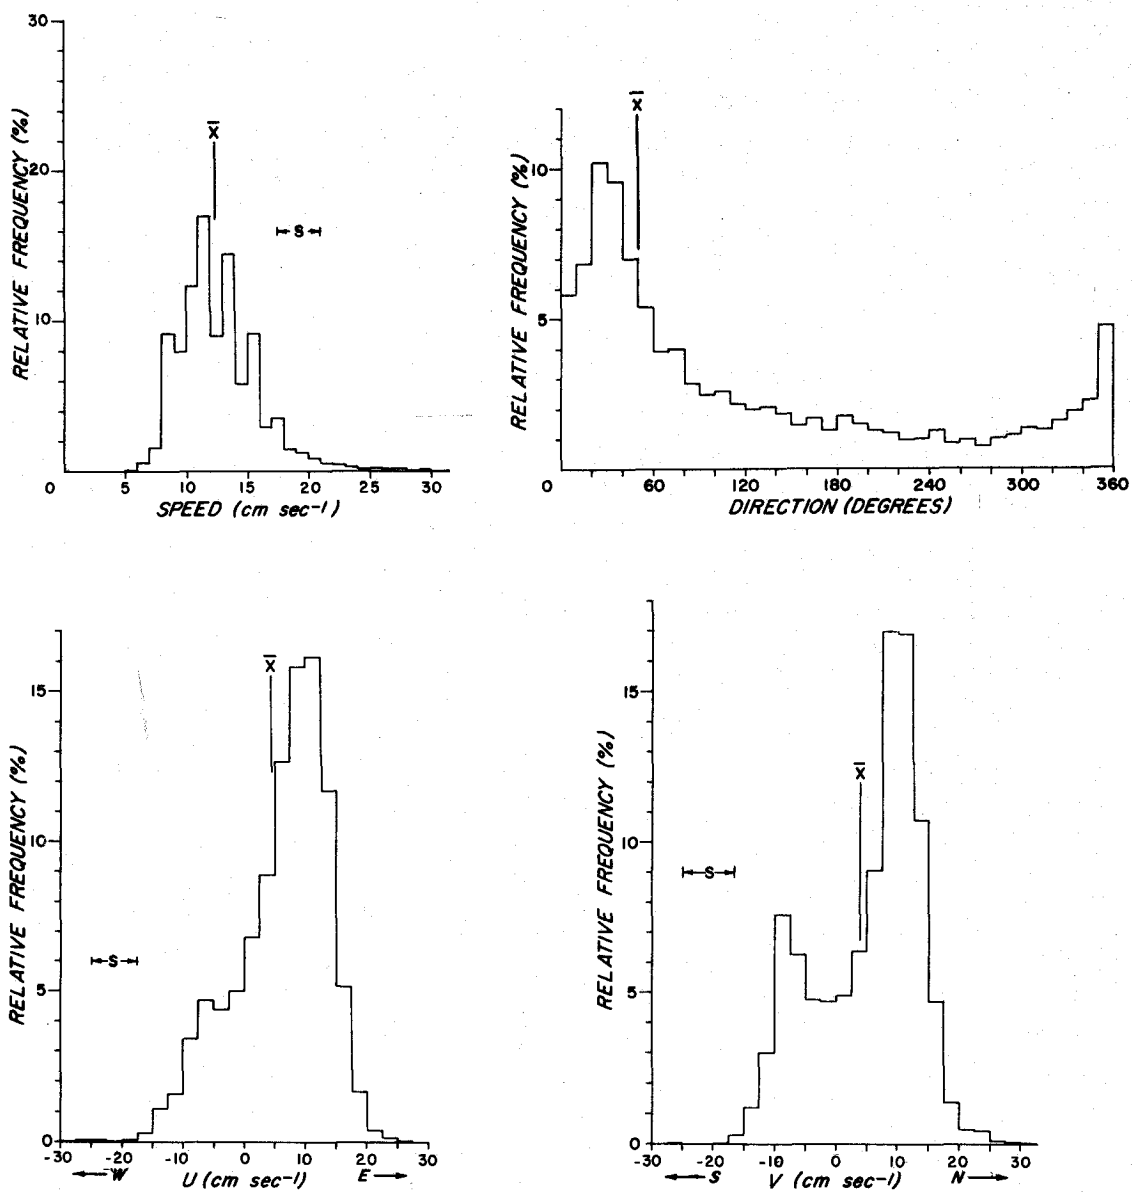 30
20
10
RELATIVE FREQUENCY (%)
x̄
S
0 5 10 15 20 25 30
SPEED (cm sec-1)
10
5
RELATIVE FREQUENCY (%)
x̄
0 60 120 180 240 300 360
DIRECTION (DEGREES)
15
10
5
0
RELATIVE FREQUENCY (%)
x̄
S
-30 -20 -10 0 10 20 30
W U (cm sec-1) E
15
10
5
0
RELATIVE FREQUENCY (%)
x̄
S
-30 -20 -10 0 10 20 30
S V (cm sec-1) N